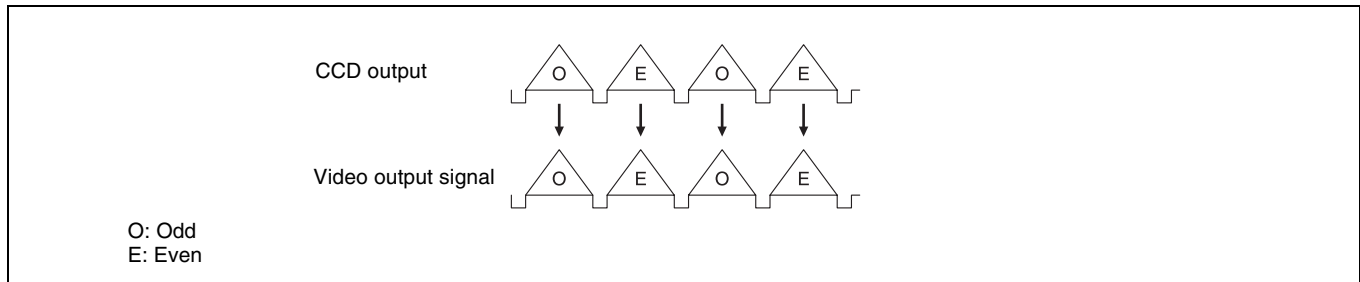 CCD output
O E O E
Video output signal
O E O E
O: Odd
E: Even